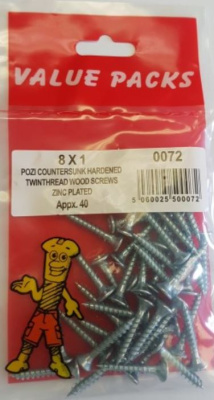 VALUE PACKS
8 X 1 0072
POZI COUNTERSUNK HARDENED
TWINTHREAD WOOD SCREWS
ZINC PLATED
Appx. 40
5 060025 500072